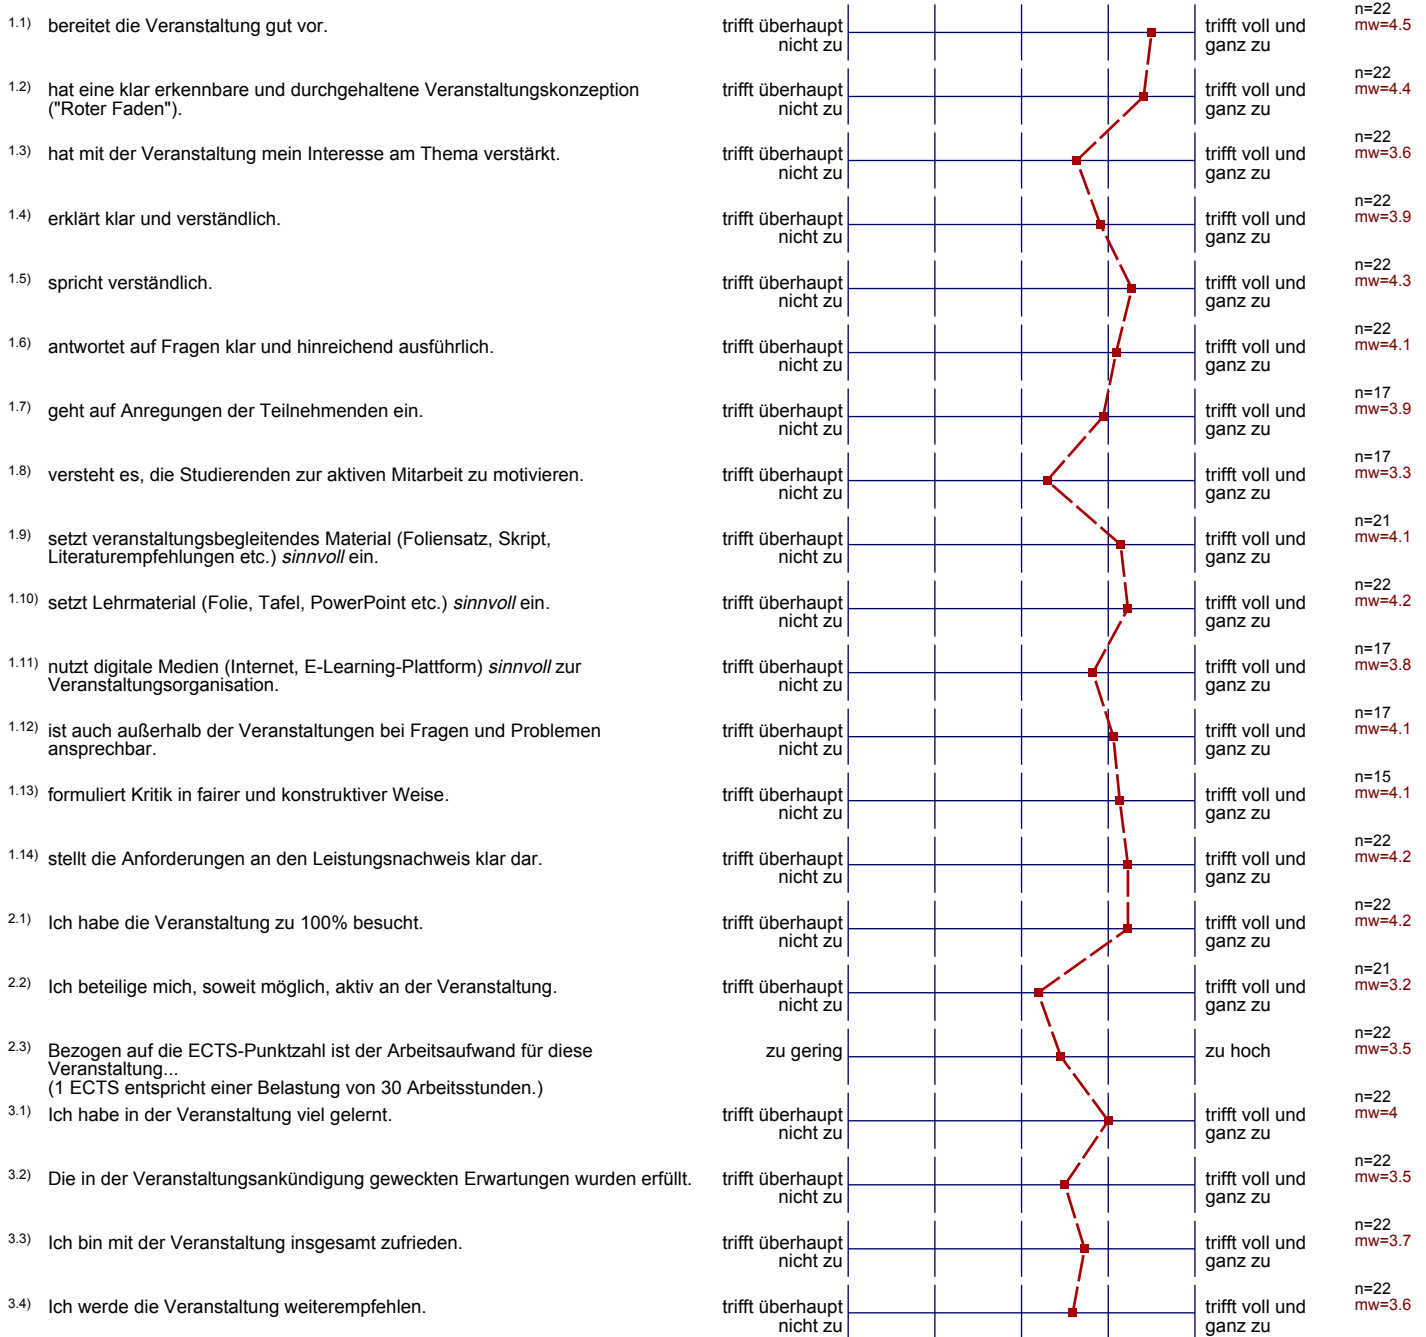 1.1) bereitet die Veranstaltung gut vor. trifft überhaupt trifft voll und n=22
nicht zu ganz zu mw=4.5
1.2) hat eine klar erkennbare und durchgehaltene Veranstaltungskonzeption trifft überhaupt trifft voll und n=22
("Roter Faden"). nicht zu ganz zu mw=4.4
1.3) hat mit der Veranstaltung mein Interesse am Thema verstärkt. trifft überhaupt trifft voll und n=22
nicht zu ganz zu mw=3.6
1.4) erklärt klar und verständlich. trifft überhaupt trifft voll und n=22
nicht zu ganz zu mw=3.9
1.5) spricht verständlich. trifft überhaupt trifft voll und n=22
nicht zu ganz zu mw=4.3
1.6) antwortet auf Fragen klar und hinreichend ausführlich. trifft überhaupt trifft voll und n=22
nicht zu ganz zu mw=4.1
1.7) geht auf Anregungen der Teilnehmenden ein. trifft überhaupt trifft voll und n=17
nicht zu ganz zu mw=3.9
1.8) versteht es, die Studierenden zur aktiven Mitarbeit zu motivieren. trifft überhaupt trifft voll und n=17
nicht zu ganz zu mw=3.3
1.9) setzt veranstaltungsbegleitendes Material (Foliensatz, Skript, trifft überhaupt trifft voll und n=21
Literaturempfehlungen etc.) sinnvoll ein. nicht zu ganz zu mw=4.1
1.10) setzt Lehrmaterial (Folie, Tafel, PowerPoint etc.) sinnvoll ein. trifft überhaupt trifft voll und n=22
nicht zu ganz zu mw=4.2
1.11) nutzt digitale Medien (Internet, E-Learning-Plattform) sinnvoll zur trifft überhaupt trifft voll und n=17
Veranstaltungsorganisation. nicht zu ganz zu mw=3.8
1.12) ist auch außerhalb der Veranstaltungen bei Fragen und Problemen trifft überhaupt trifft voll und n=17
ansprechbar. nicht zu ganz zu mw=4.1
1.13) formuliert Kritik in fairer und konstruktiver Weise. trifft überhaupt trifft voll und n=15
nicht zu ganz zu mw=4.1
1.14) stellt die Anforderungen an den Leistungsnachweis klar dar. trifft überhaupt trifft voll und n=22
nicht zu ganz zu mw=4.2
2.1) Ich habe die Veranstaltung zu 100% besucht. trifft überhaupt trifft voll und n=22
nicht zu ganz zu mw=4.2
2.2) Ich beteilige mich, soweit möglich, aktiv an der Veranstaltung. trifft überhaupt trifft voll und n=21
nicht zu ganz zu mw=3.2
2.3) Bezogen auf die ECTS-Punktzahl ist der Arbeitsaufwand für diese zu gering zu hoch n=22
Veranstaltung... mw=3.5
(1 ECTS entspricht einer Belastung von 30 Arbeitsstunden.)
3.1) Ich habe in der Veranstaltung viel gelernt. trifft überhaupt trifft voll und n=22
nicht zu ganz zu mw=4
3.2) Die in der Veranstaltungsankündigung geweckten Erwartungen wurden erfüllt. trifft überhaupt trifft voll und n=22
nicht zu ganz zu mw=3.5
3.3) Ich bin mit der Veranstaltung insgesamt zufrieden. trifft überhaupt trifft voll und n=22
nicht zu ganz zu mw=3.7
3.4) Ich werde die Veranstaltung weiterempfehlen. trifft überhaupt trifft voll und n=22
nicht zu ganz zu mw=3.6